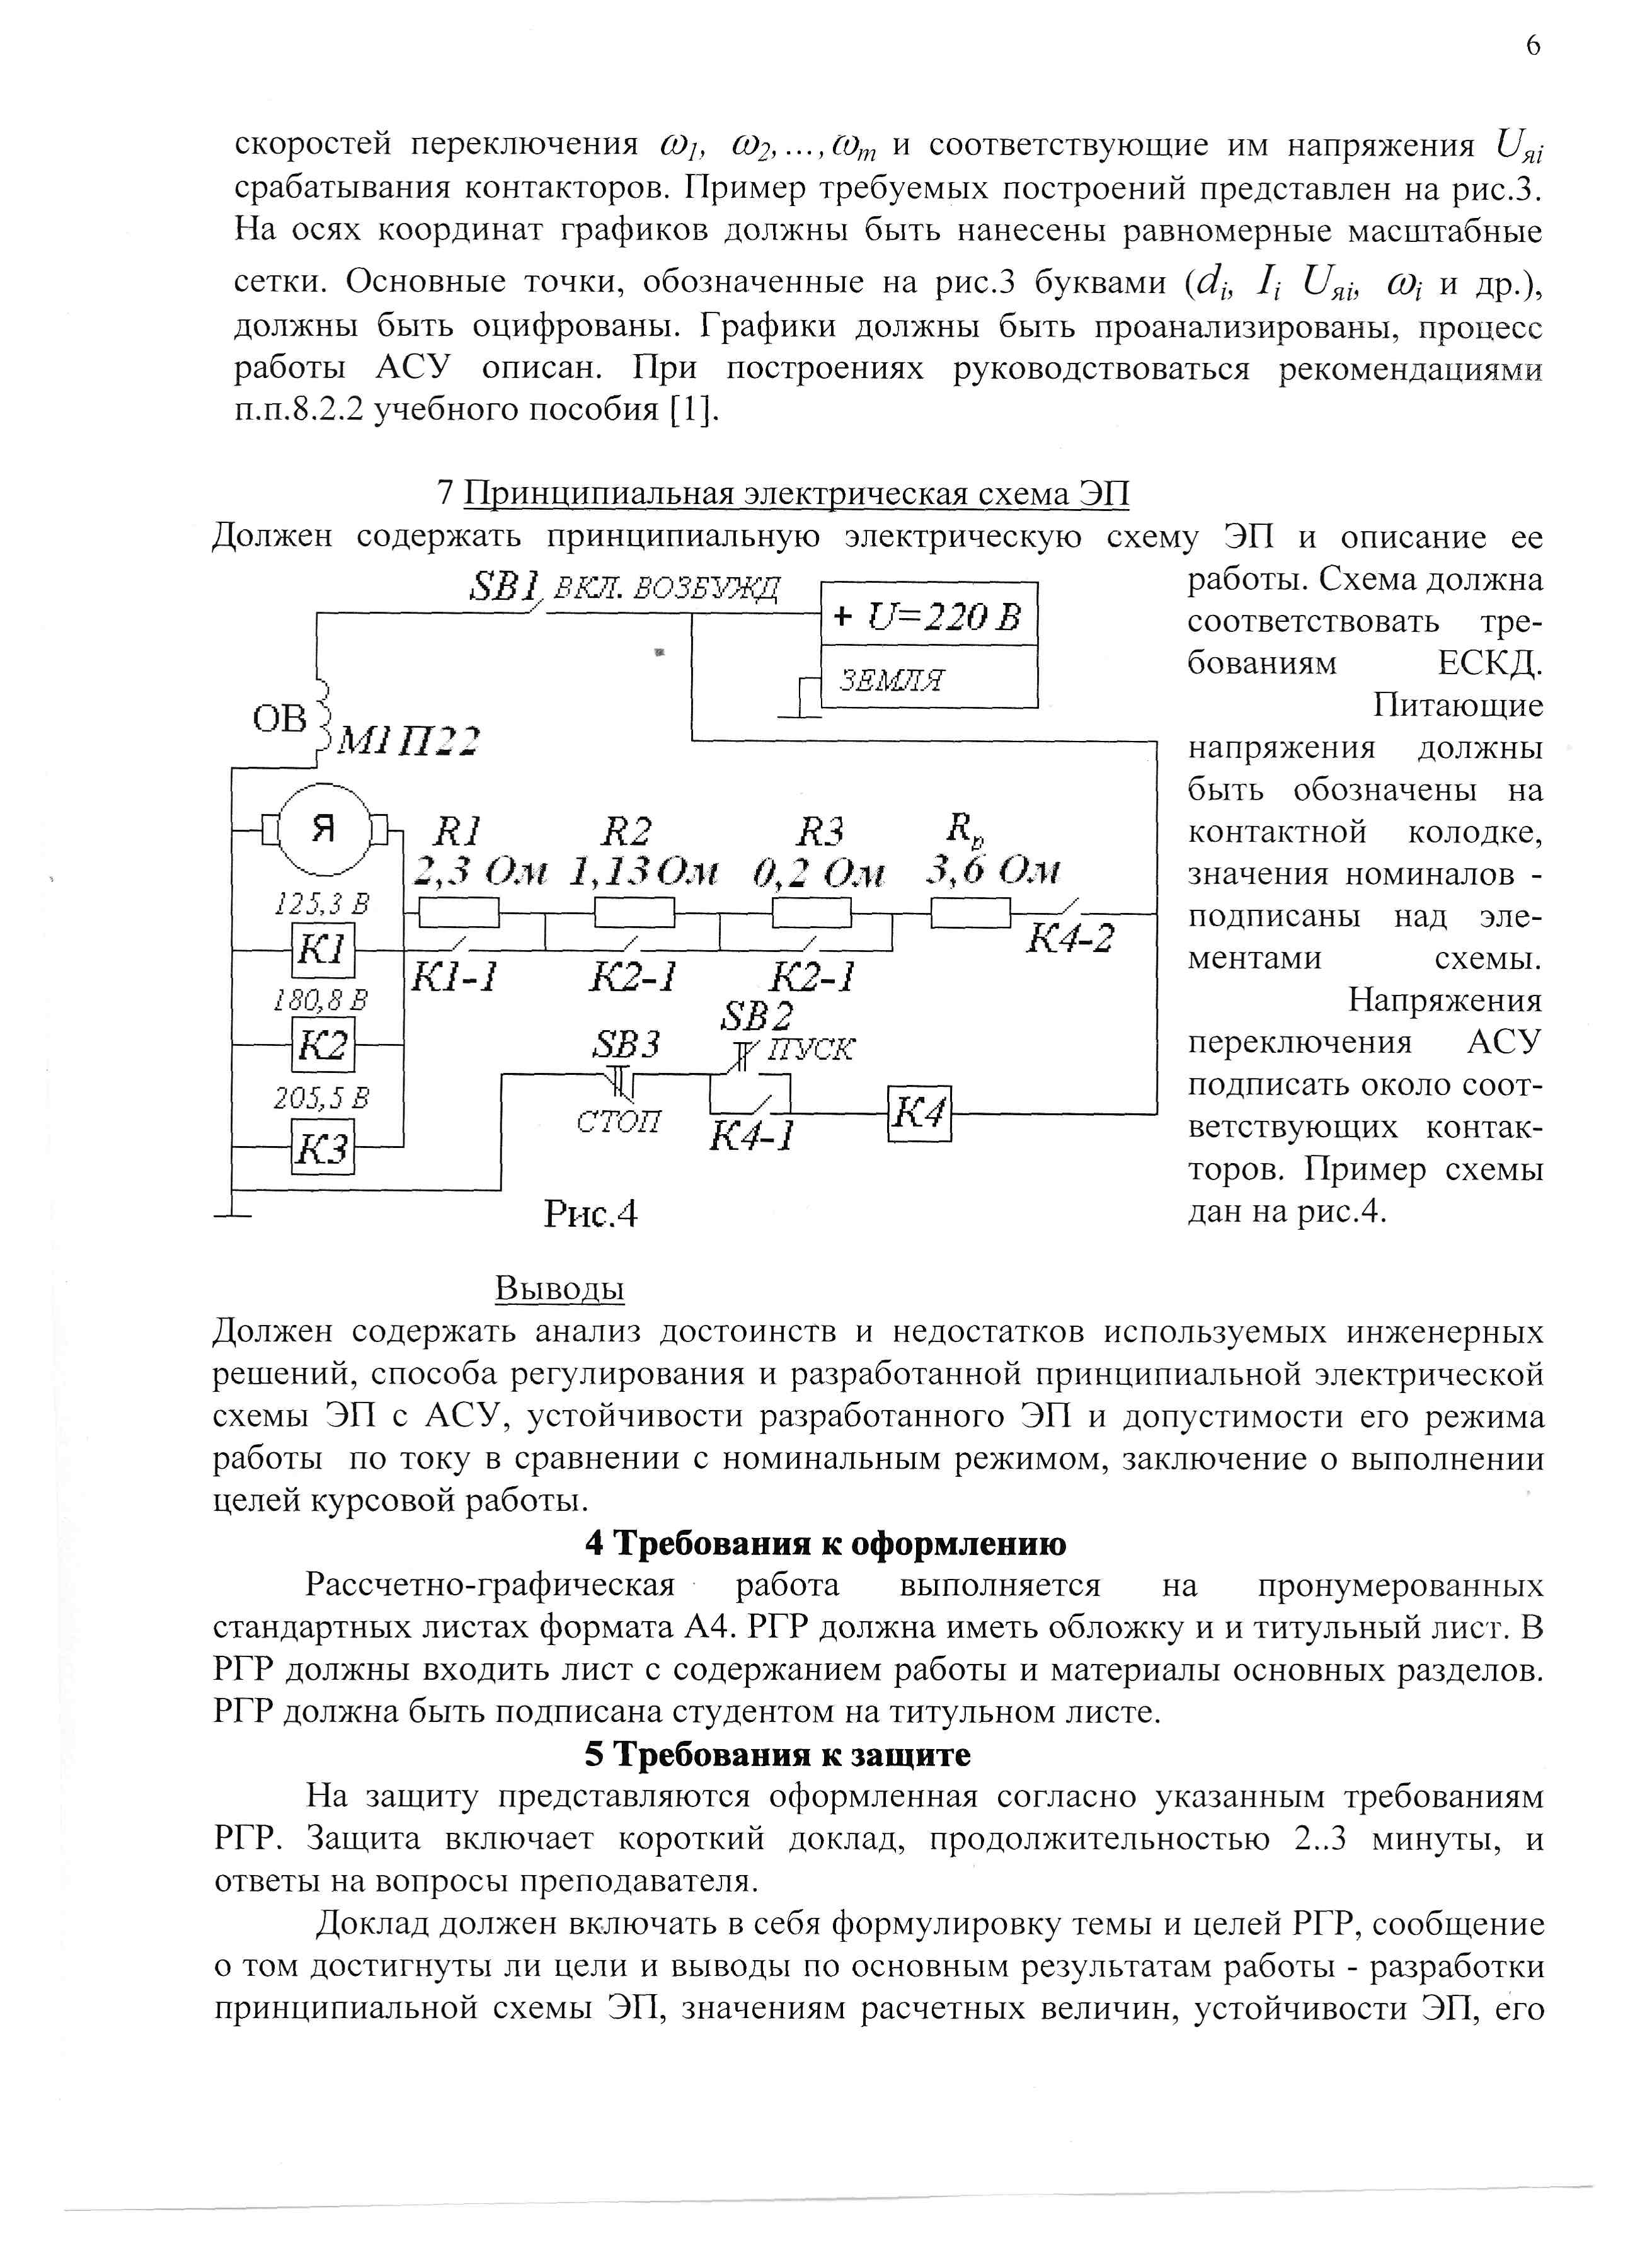 6
скоростей переключения ω1, ω2,...,ωm и соответствующие им напряжения Uяi
срабатывания контакторов. Пример требуемых построений представлен на рис.3.
На осях координат графиков должны быть нанесены равномерные масштабные
сетки. Основные точки, обозначенные на рис.3 буквами (di, Ii Uяi, ωi и др.),
должны быть оцифрованы. Графики должны быть проанализированы, процесс
работы АСУ описан. При построениях руководствоваться рекомендациями
п.п.8.2.2 учебного пособия [1].
7 Принципиальная электрическая схема ЭП
Должен содержать принципиальную электрическую схему ЭП и описание ее
работы. Схема должна
соответствовать тре-
бованиям ЕСКД.
Питающие
напряжения должны
быть обозначены на
контактной колодке,
значения номиналов -
подписаны над эле-
ментами схемы.
Напряжения
переключения АСУ
подписать около соот-
ветствующих контак-
торов. Пример схемы
дан на рис.4.
SB1 ВКЛ. ВОЗБУЖД
+ U=220 В
ЗЕМЛЯ
ОВ
M1 П22
Я
R1 R2 R3 Rр
2,3 Ом 1,13 Ом 0,2 Ом 3,6 Ом
125,3 В
К1
К4-2
К1-1 К2-1 К2-1
180,8 В
К2
SB2
SB3
ПУСК
205,5 В
СТОП
К4
К4-1
К3
Рис.4
Выводы
Должен содержать анализ достоинств и недостатков используемых инженерных
решений, способа регулирования и разработанной принципиальной электрической
схемы ЭП с АСУ, устойчивости разработанного ЭП и допустимости его режима
работы по току в сравнении с номинальным режимом, заключение о выполнении
целей курсовой работы.
4 Требования к оформлению
Рассчетно-графическая работа выполняется на пронумерованных
стандартных листах формата А4. РГР должна иметь обложку и и титульный лист. В
РГР должны входить лист с содержанием работы и материалы основных разделов.
РГР должна быть подписана студентом на титульном листе.
5 Требования к защите
На защиту представляются оформленная согласно указанным требованиям
РГР. Защита включает короткий доклад, продолжительностью 2..3 минуты, и
ответы на вопросы преподавателя.
Доклад должен включать в себя формулировку темы и целей РГР, сообщение
о том достигнуты ли цели и выводы по основным результатам работы - разработки
принципиальной схемы ЭП, значениям расчетных величин, устойчивости ЭП, его